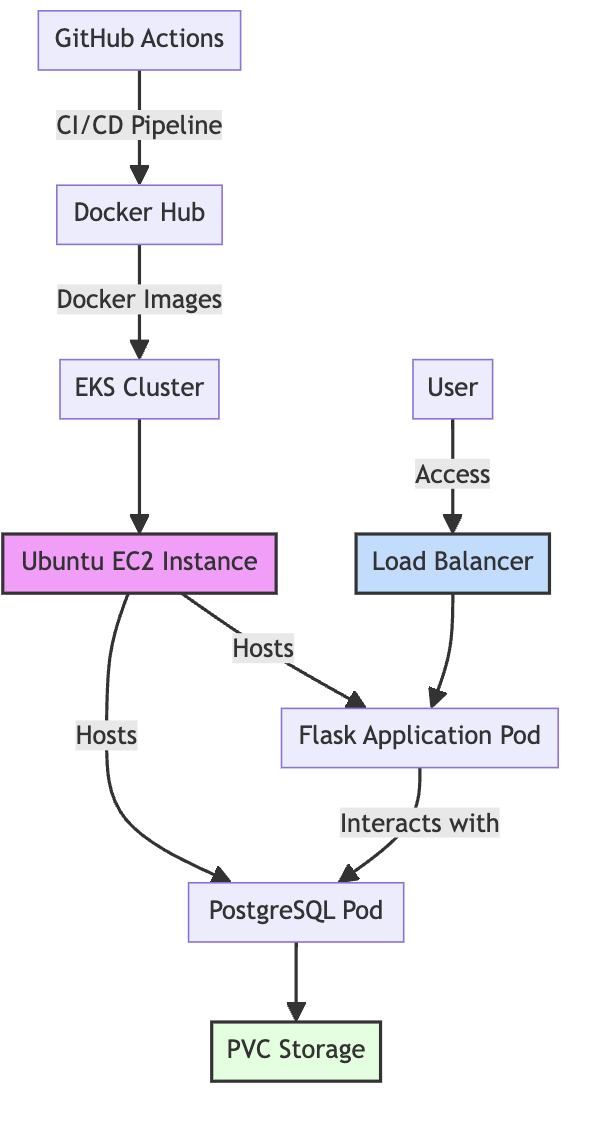 GitHub Actions
CI/CD Pipeline
Docker Hub
Docker Images
EKS Cluster
User
Access
Ubuntu EC2 Instance
Load Balancer
Hosts
Hosts
Flask Application Pod
Interacts with
PostgreSQL Pod
PVC Storage